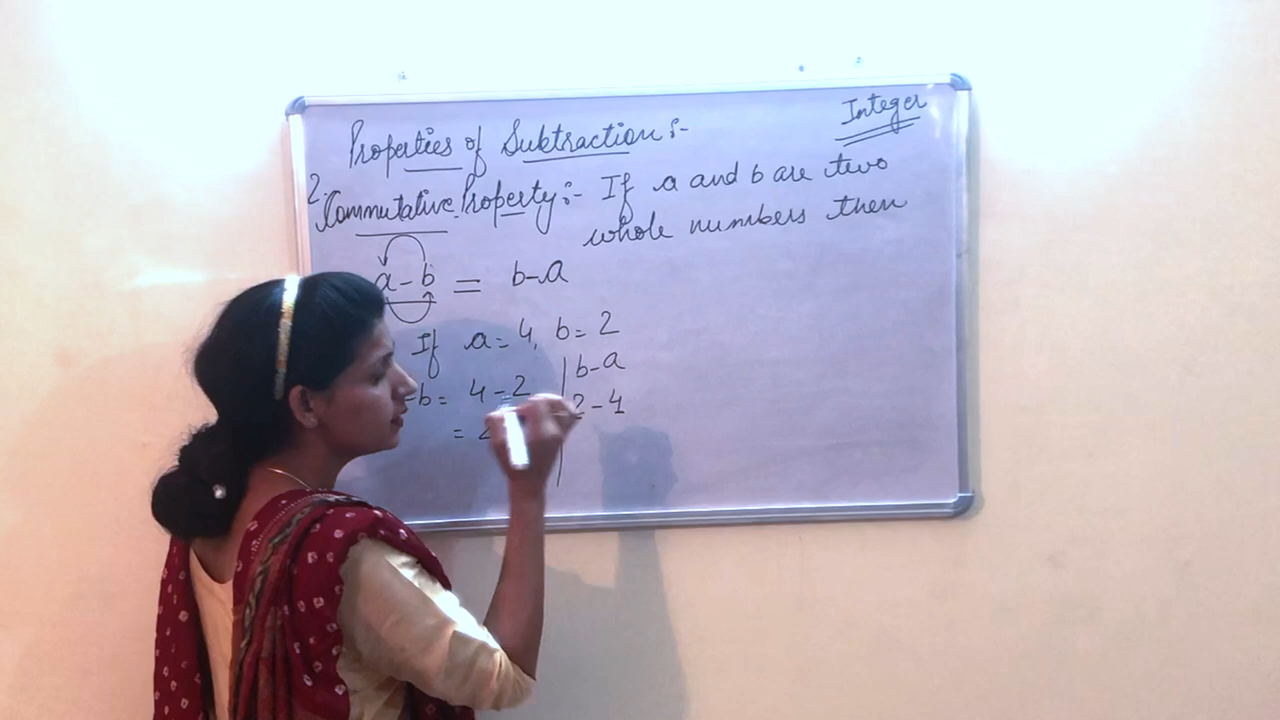 Integer
Properties of Subtraction :-
2. Commutative Property :- If a and b are two
whole numbers then
a-b = b-a
If a = 4, b = 2
-b = 4-2 | b-a
= 2 | 2-4